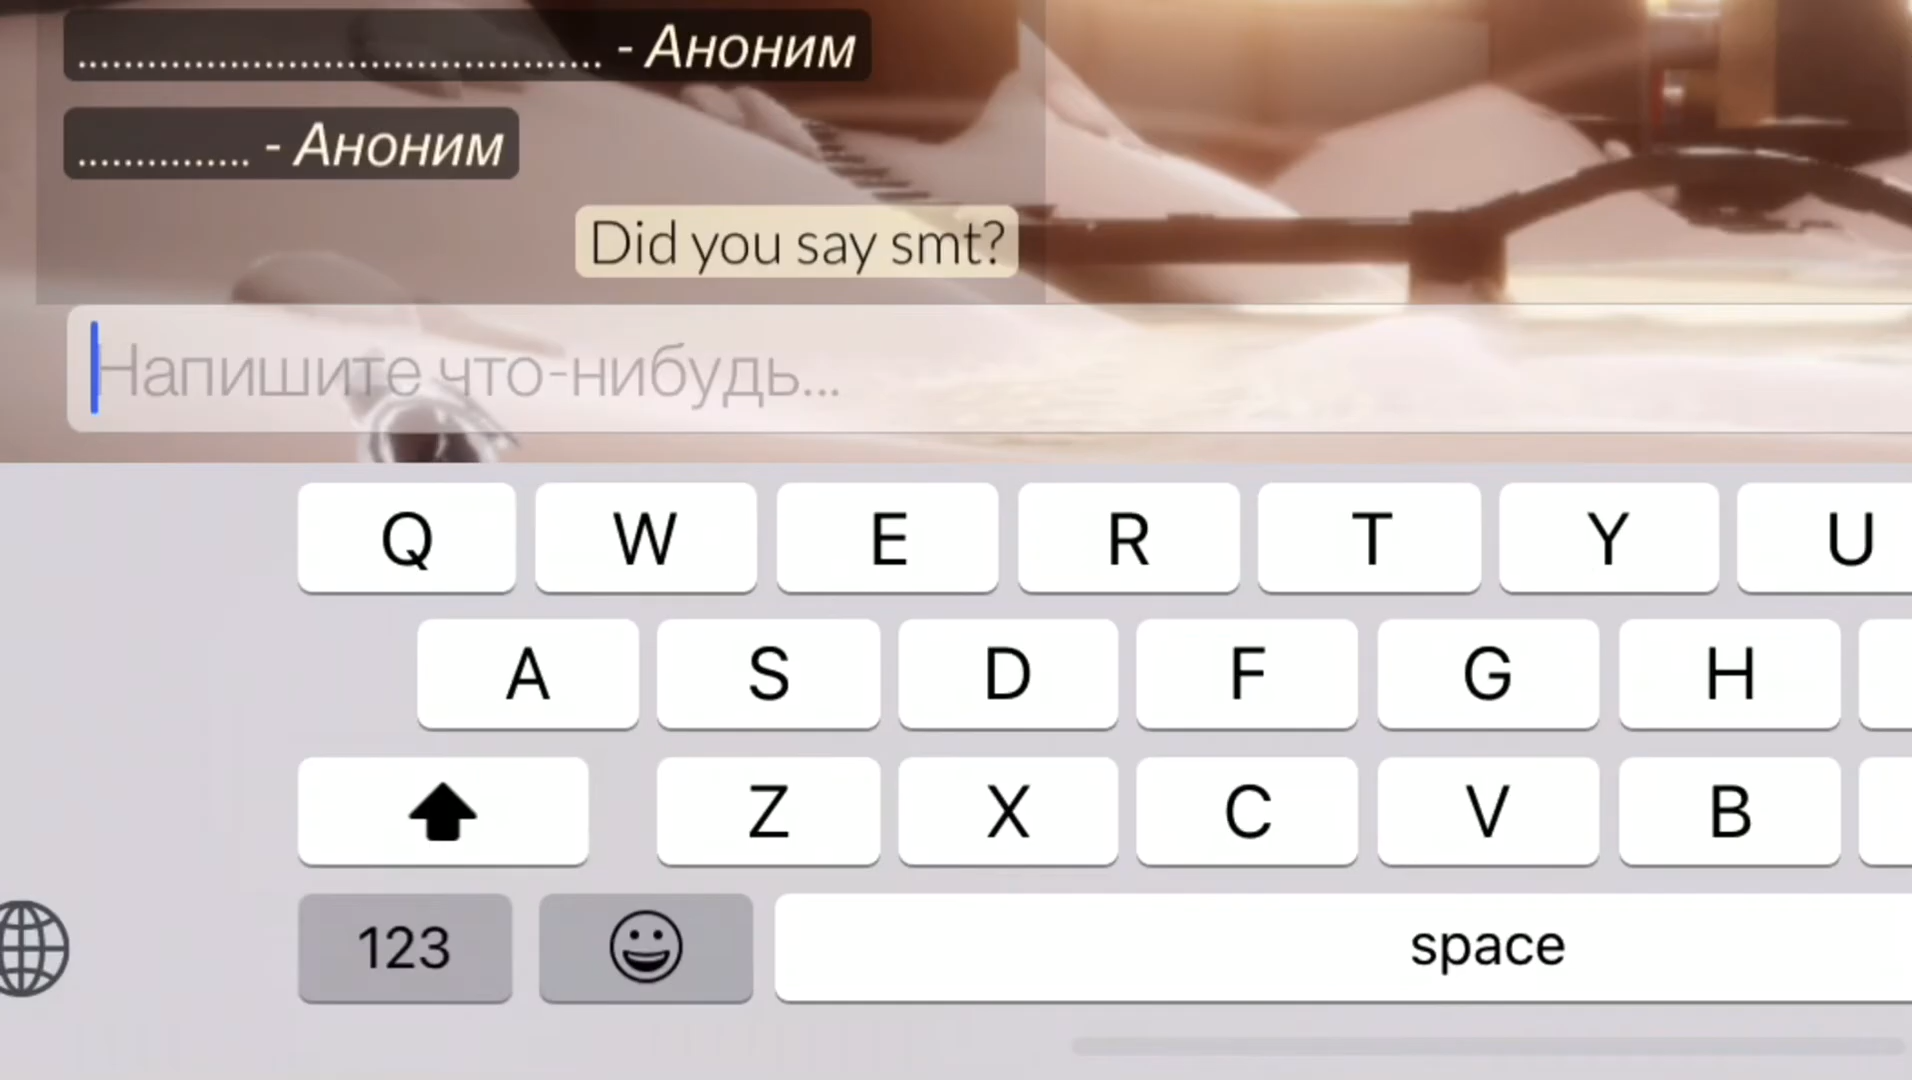 ............................................. - Аноним
............... - Аноним
Did you say smt?
Напишите что-нибудь...
Q W E R T Y U
A S D F G H
Z X C V B
123 space